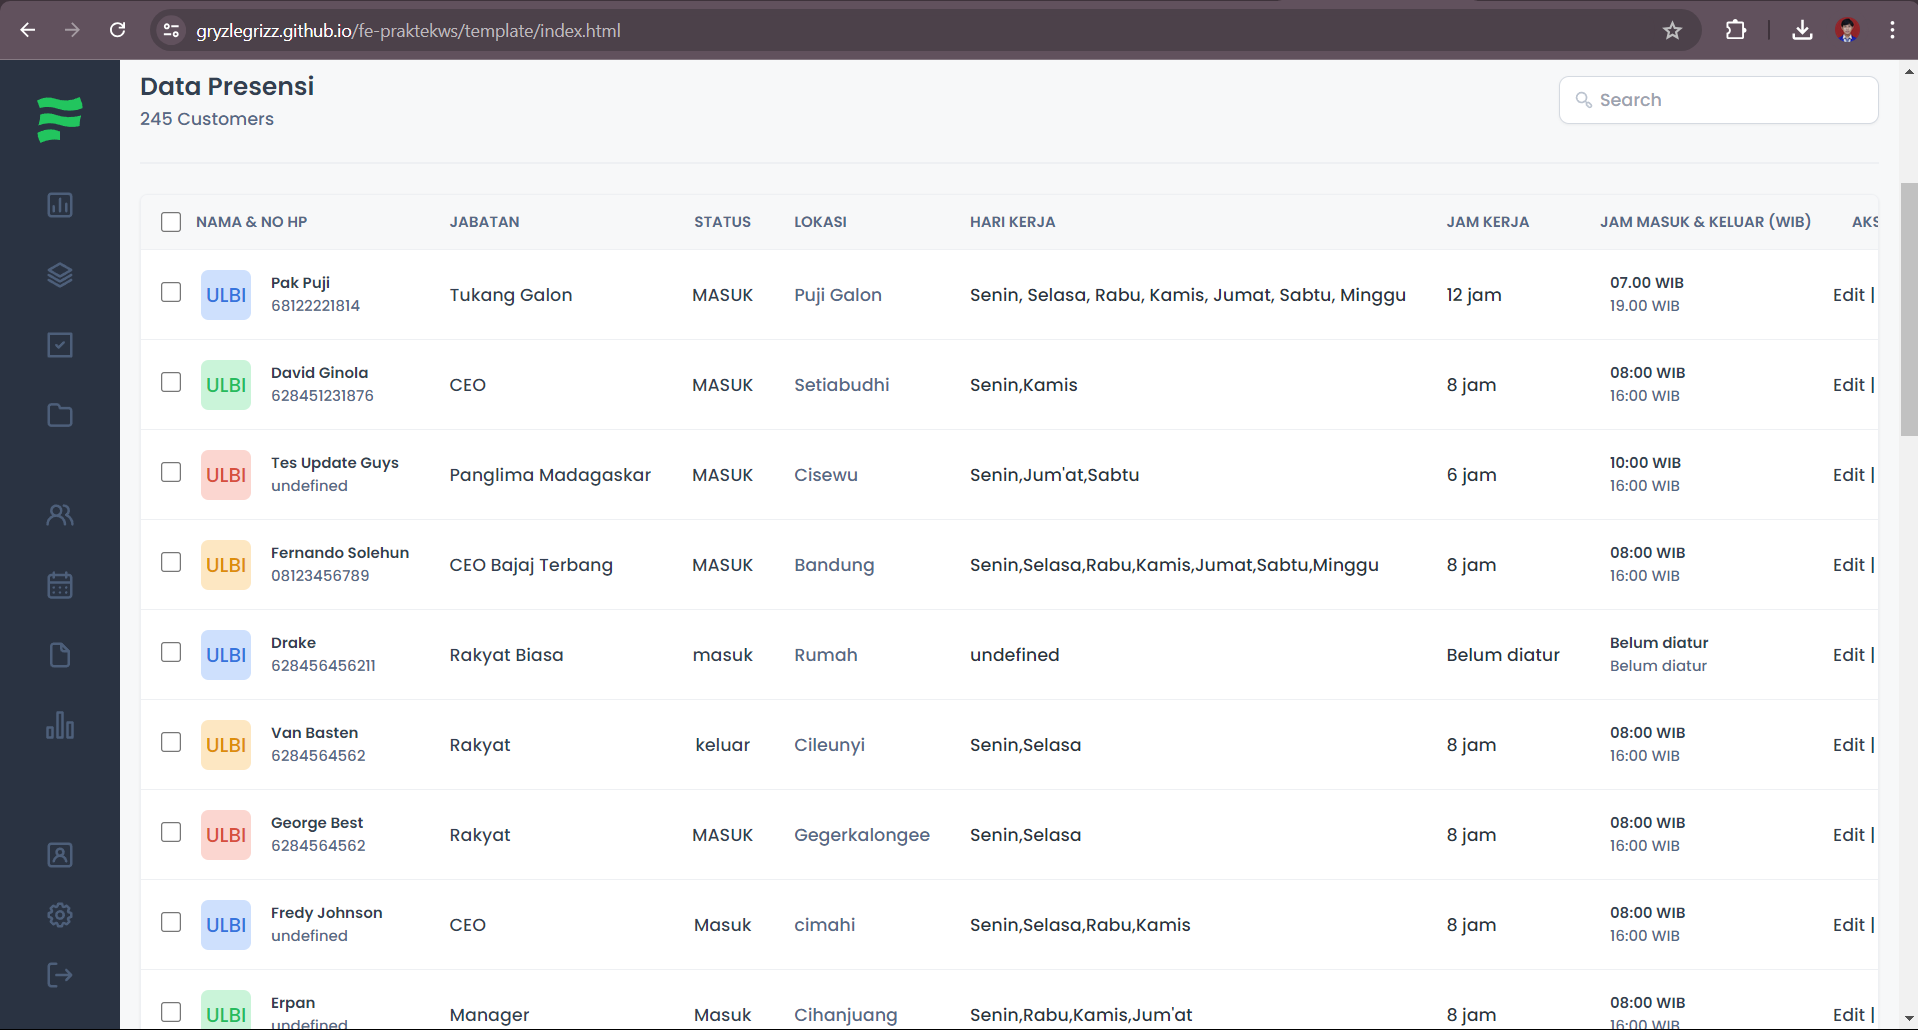 gryzlegrizz.github.io/fe-praktekws/template/index.html
Data Presensi
245 Customers
Search
NAMA & NO HP JABATAN STATUS LOKASI HARI KERJA JAM KERJA JAM MASUK & KELUAR (WIB) AKS
ULBI Pak Puji Tukang Galon MASUK Puji Galon Senin, Selasa, Rabu, Kamis, Jumat, Sabtu, Minggu 12 jam 07.00 WIB Edit |
68122221814 19.00 WIB
ULBI David Ginola CEO MASUK Setiabudhi Senin,Kamis 8 jam 08:00 WIB Edit |
628451231876 16:00 WIB
ULBI Tes Update Guys Panglima Madagaskar MASUK Cisewu Senin,Jum'at,Sabtu 6 jam 10:00 WIB Edit |
undefined 16:00 WIB
ULBI Fernando Solehun CEO Bajaj Terbang MASUK Bandung Senin,Selasa,Rabu,Kamis,Jumat,Sabtu,Minggu 8 jam 08:00 WIB Edit |
08123456789 16:00 WIB
ULBI Drake Rakyat Biasa masuk Rumah undefined Belum diatur Belum diatur Edit |
628456456211 Belum diatur
ULBI Van Basten Rakyat keluar Cileunyi Senin,Selasa 8 jam 08:00 WIB Edit |
6284564562 16:00 WIB
ULBI George Best Rakyat MASUK Gegerkalongee Senin,Selasa 8 jam 08:00 WIB Edit |
6284564562 16:00 WIB
ULBI Fredy Johnson CEO Masuk cimahi Senin,Selasa,Rabu,Kamis 8 jam 08:00 WIB Edit |
undefined 16:00 WIB
ULBI Erpan Manager Masuk Cihanjuang Senin,Rabu,Kamis,Jum'at 8 jam 08:00 WIB Edit |
undefined 16:00 WIB